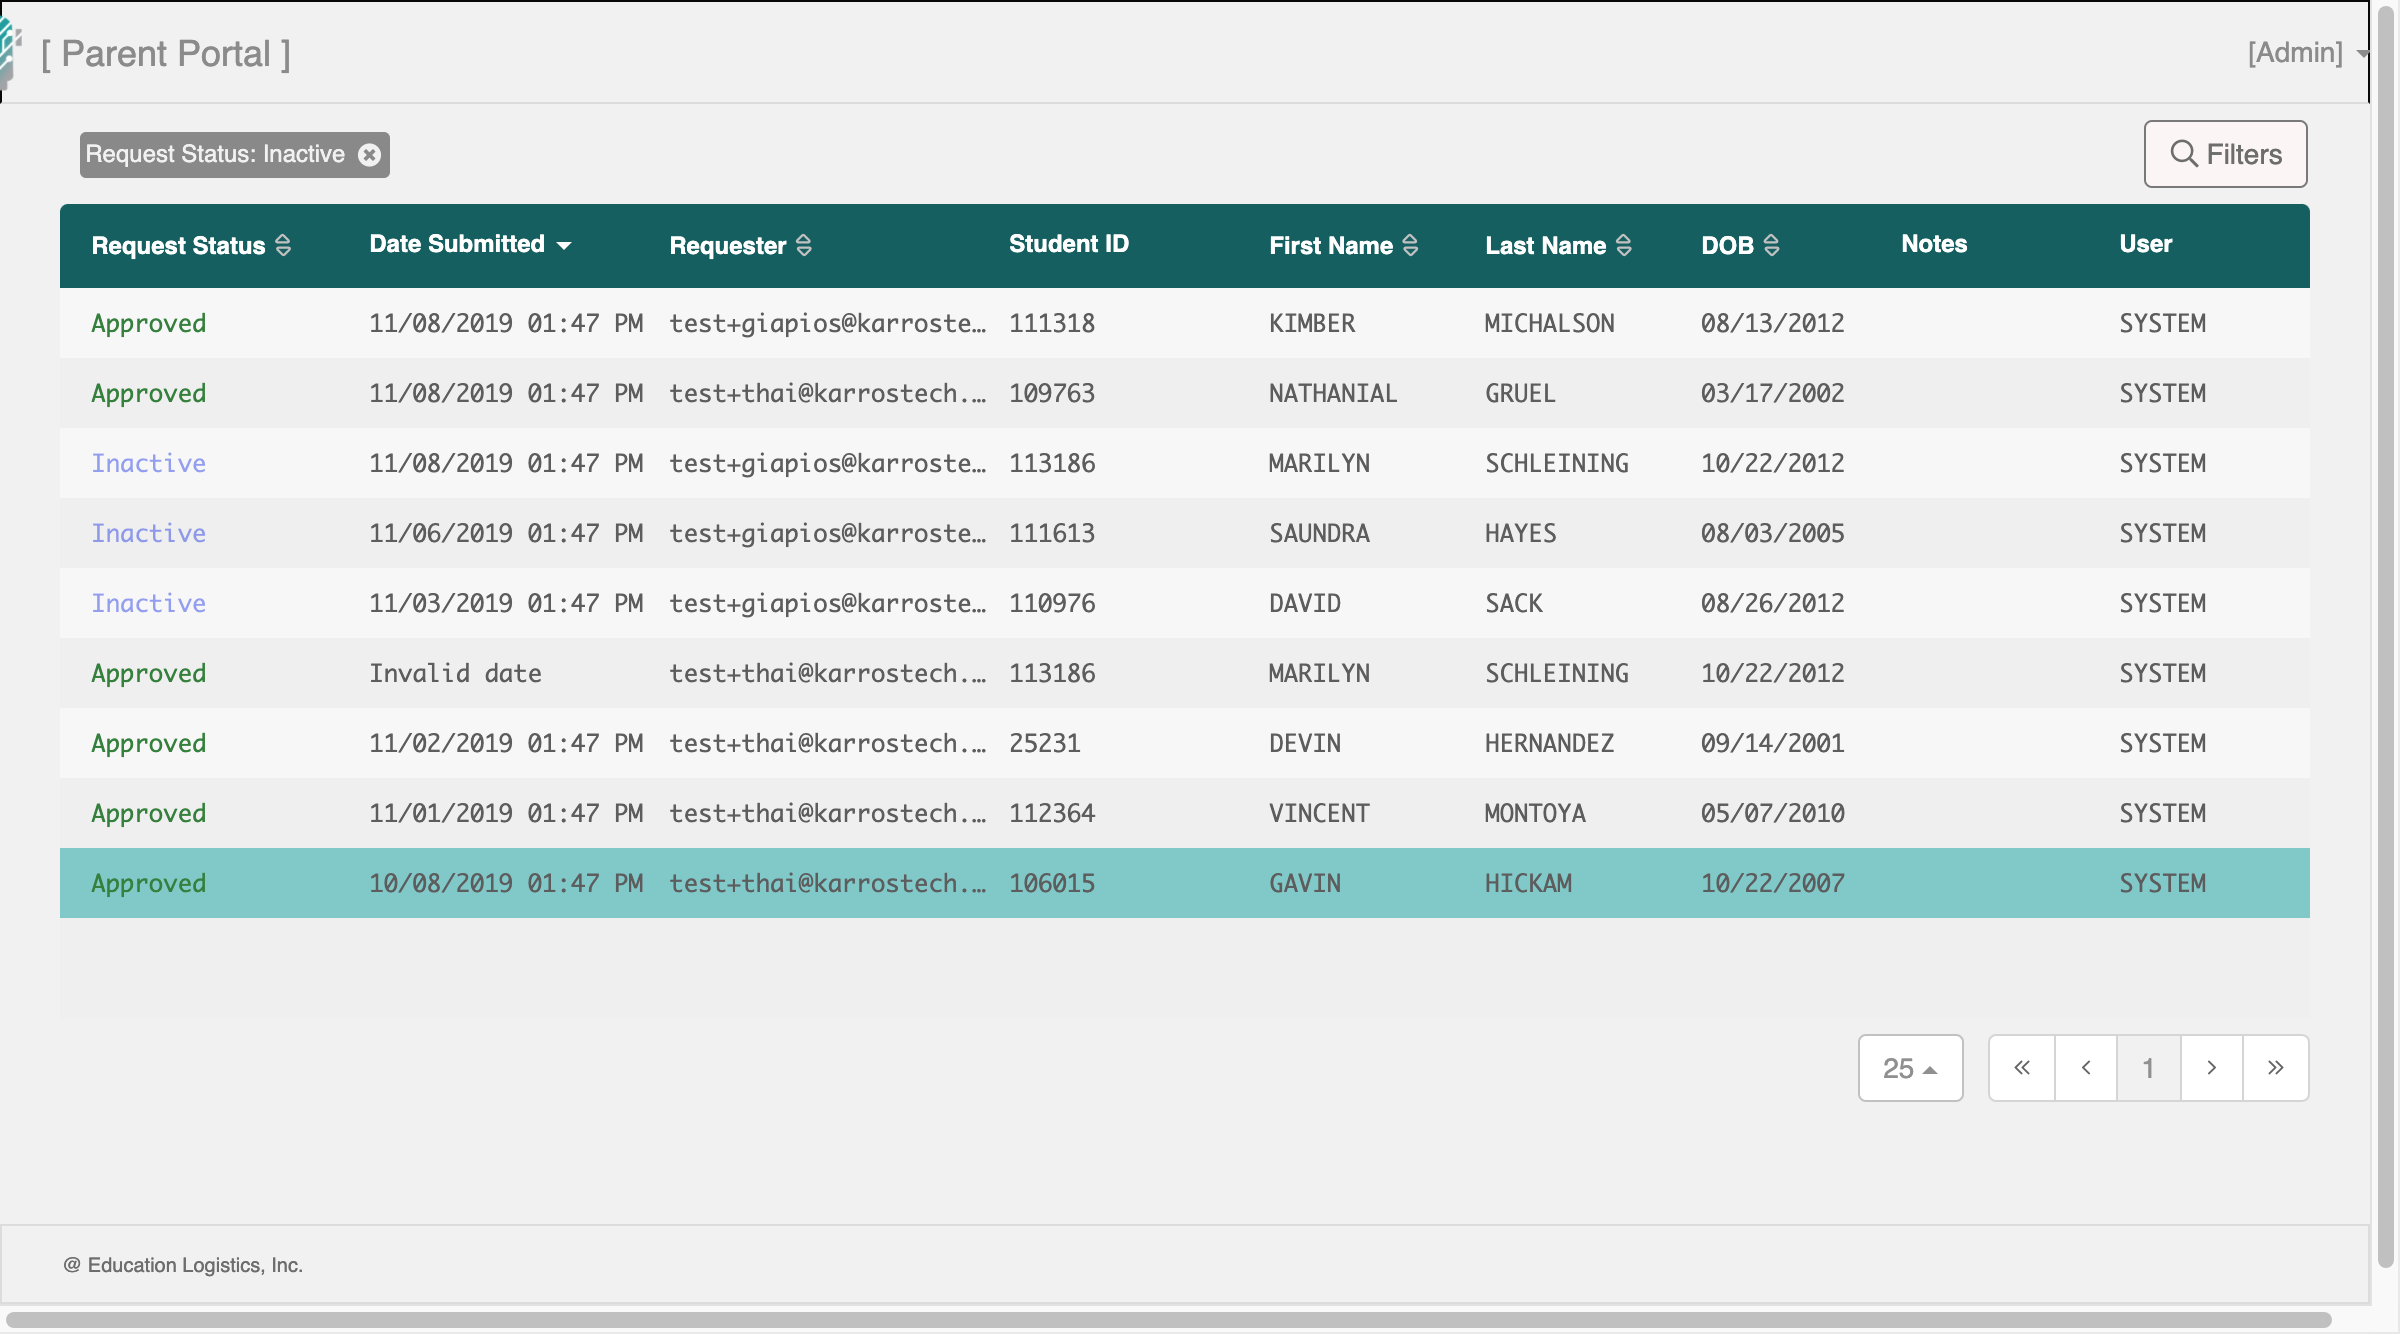 [ Parent Portal ] [Admin]
Request Status: Inactive Filters
Request Status Date Submitted Requester Student ID First Name Last Name DOB Notes User
Approved 11/08/2019 01:47 PM test+giapios@karroste… 111318 KIMBER MICHALSON 08/13/2012 SYSTEM
Approved 11/08/2019 01:47 PM test+thai@karrostech.… 109763 NATHANIAL GRUEL 03/17/2002 SYSTEM
Inactive 11/08/2019 01:47 PM test+giapios@karroste… 113186 MARILYN SCHLEINING 10/22/2012 SYSTEM
Inactive 11/06/2019 01:47 PM test+giapios@karroste… 111613 SAUNDRA HAYES 08/03/2005 SYSTEM
Inactive 11/03/2019 01:47 PM test+giapios@karroste… 110976 DAVID SACK 08/26/2012 SYSTEM
Approved Invalid date test+thai@karrostech.… 113186 MARILYN SCHLEINING 10/22/2012 SYSTEM
Approved 11/02/2019 01:47 PM test+thai@karrostech.… 25231 DEVIN HERNANDEZ 09/14/2001 SYSTEM
Approved 11/01/2019 01:47 PM test+thai@karrostech.… 112364 VINCENT MONTOYA 05/07/2010 SYSTEM
Approved 10/08/2019 01:47 PM test+thai@karrostech.… 106015 GAVIN HICKAM 10/22/2007 SYSTEM
25 « ‹ 1 › »
@ Education Logistics, Inc.